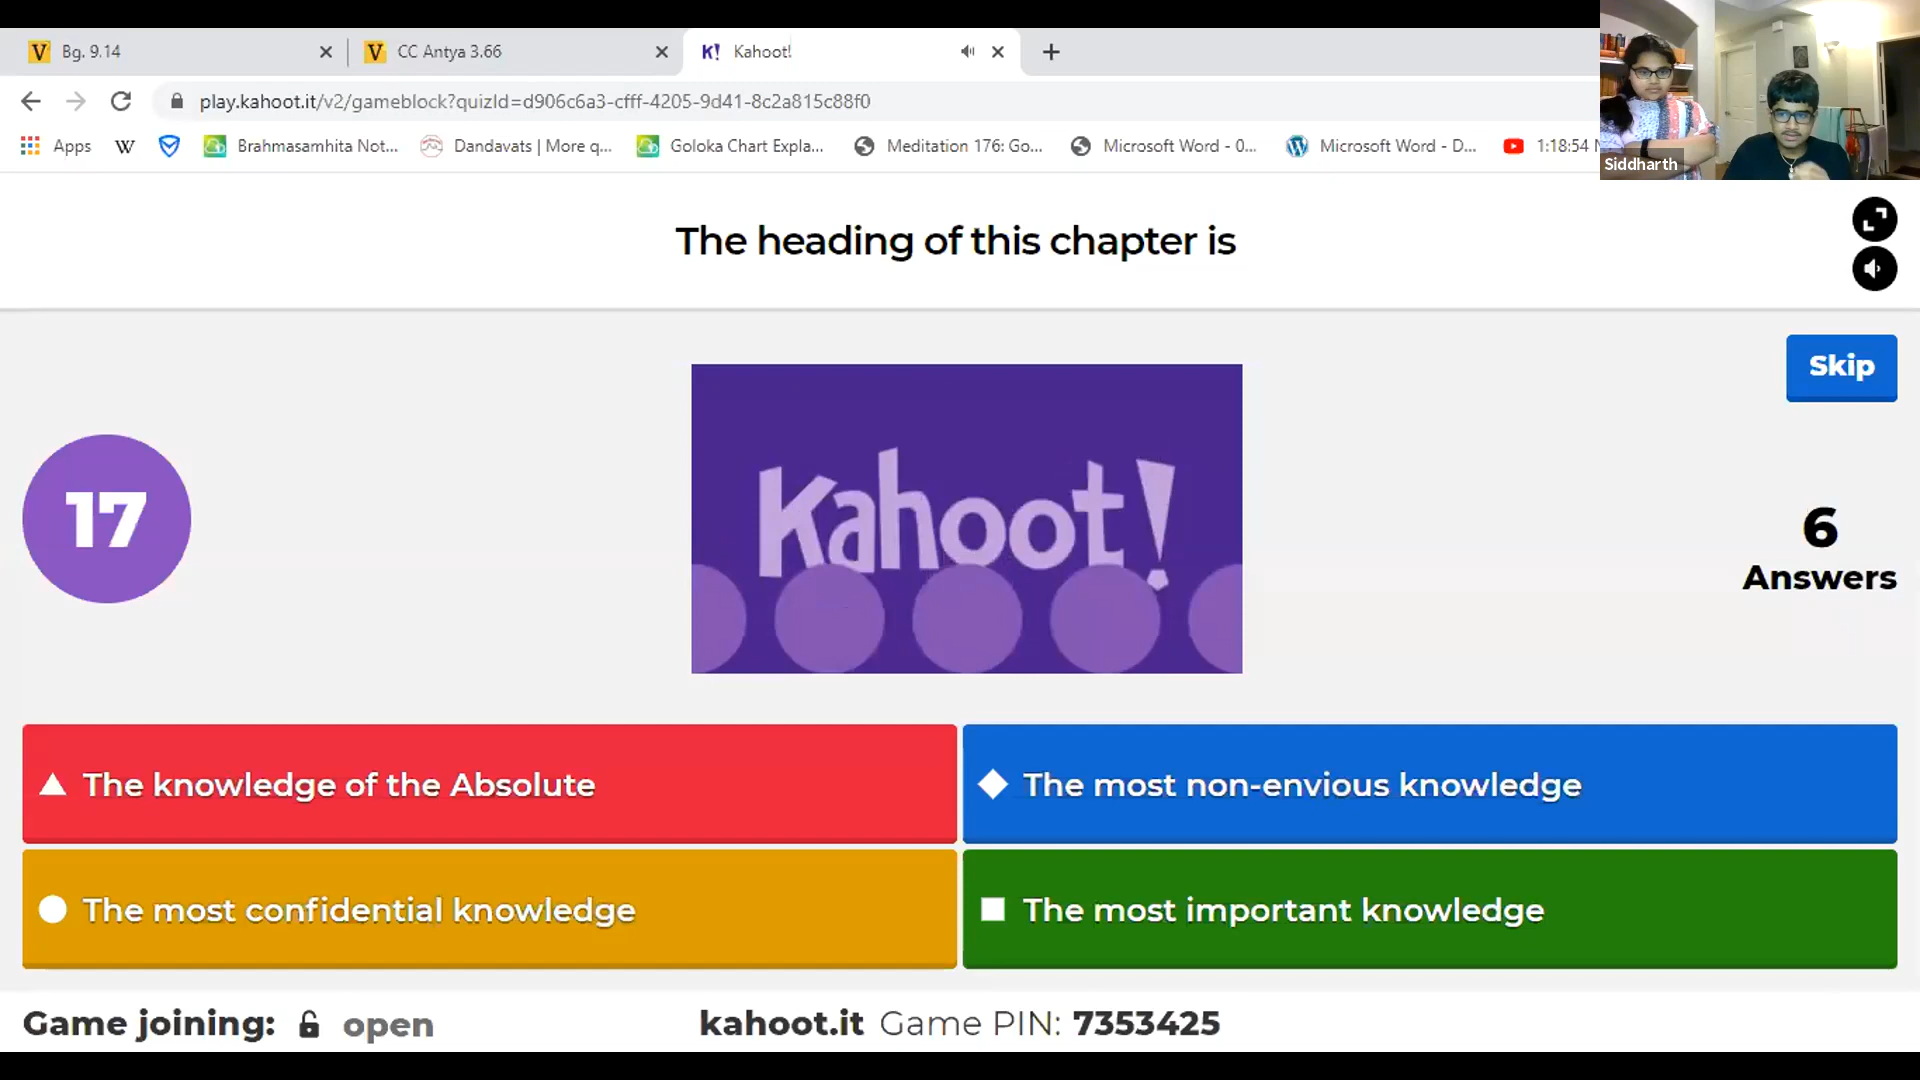 Bg. 9.14
CC Antya 3.66
K! Kahoot!
play.kahoot.it/v2/gameblock?quizId=d906c6a3-cfff-4205-9d41-8c2a815c88f0
Apps W Brahmasamhita Not... Dandavats | More q... Goloka Chart Expla... Meditation 176: Go... Microsoft Word - 0... Microsoft Word - D... 1:18:54
Siddharth
The heading of this chapter is
Skip
17
Kahoot!
6
Answers
The knowledge of the Absolute
The most non-envious knowledge
The most confidential knowledge
The most important knowledge
Game joining: open
kahoot.it Game PIN: 7353425